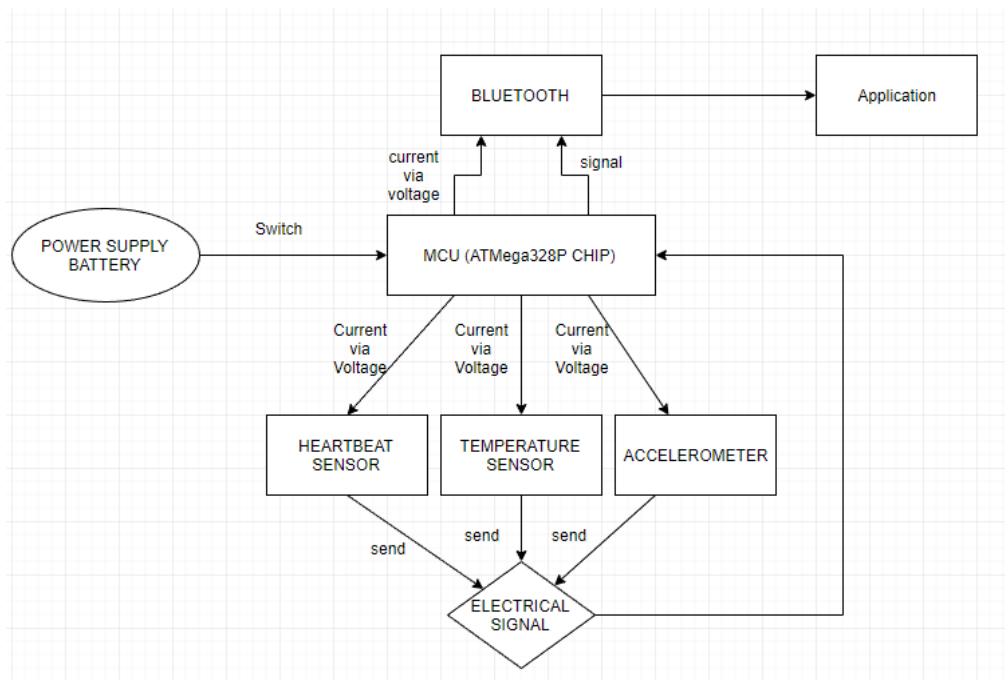 BLUETOOTH
Application
current
via
voltage
signal
Switch
POWER SUPPLY
BATTERY
MCU (ATMega328P CHIP)
Current
via
Voltage
Current
via
Voltage
Current
via
Voltage
HEARTBEAT
SENSOR
TEMPERATURE
SENSOR
ACCELEROMETER
send
send
send
ELECTRICAL
SIGNAL